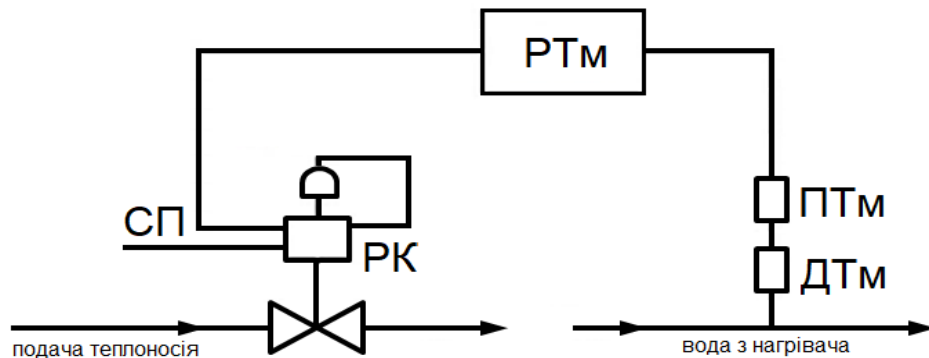 РТм
СП
РК
ПТм
ДТм
подача теплоносія
вода з нагрівача